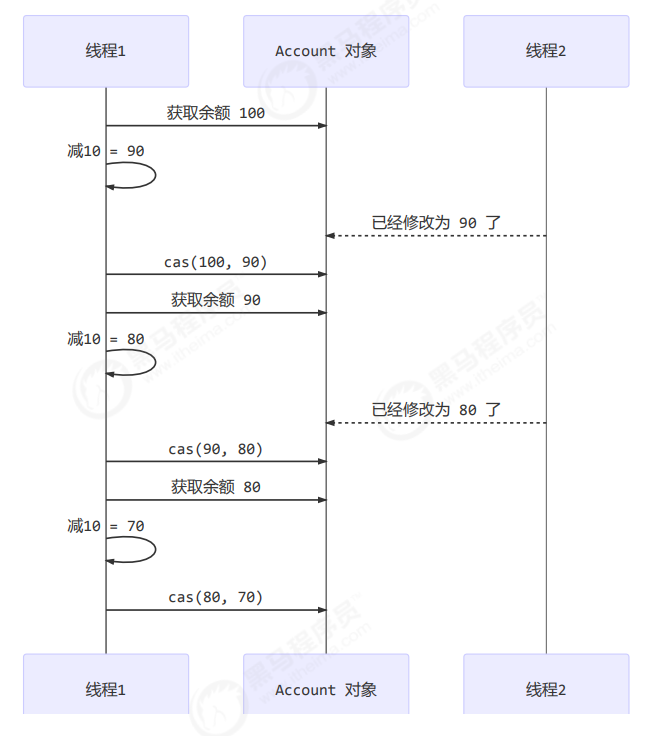 线程1
Account 对象
线程2
获取余额 100
减10 = 90
已经修改为 90 了
cas(100, 90)
获取余额 90
减10 = 80
已经修改为 80 了
cas(90, 80)
获取余额 80
减10 = 70
cas(80, 70)
线程1
Account 对象
线程2
黑马程序员
www.itheima.com
黑马程序员
www.itheima.com
黑马程序员
www.itheima.com
黑马程序员
www.itheima.com